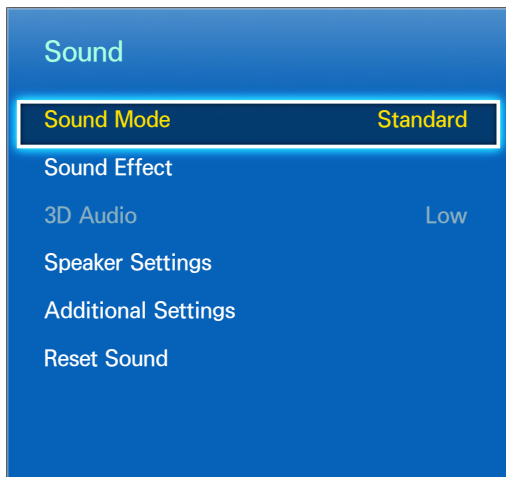 Sound
Sound Mode Standard
Sound Effect
3D Audio Low
Speaker Settings
Additional Settings
Reset Sound